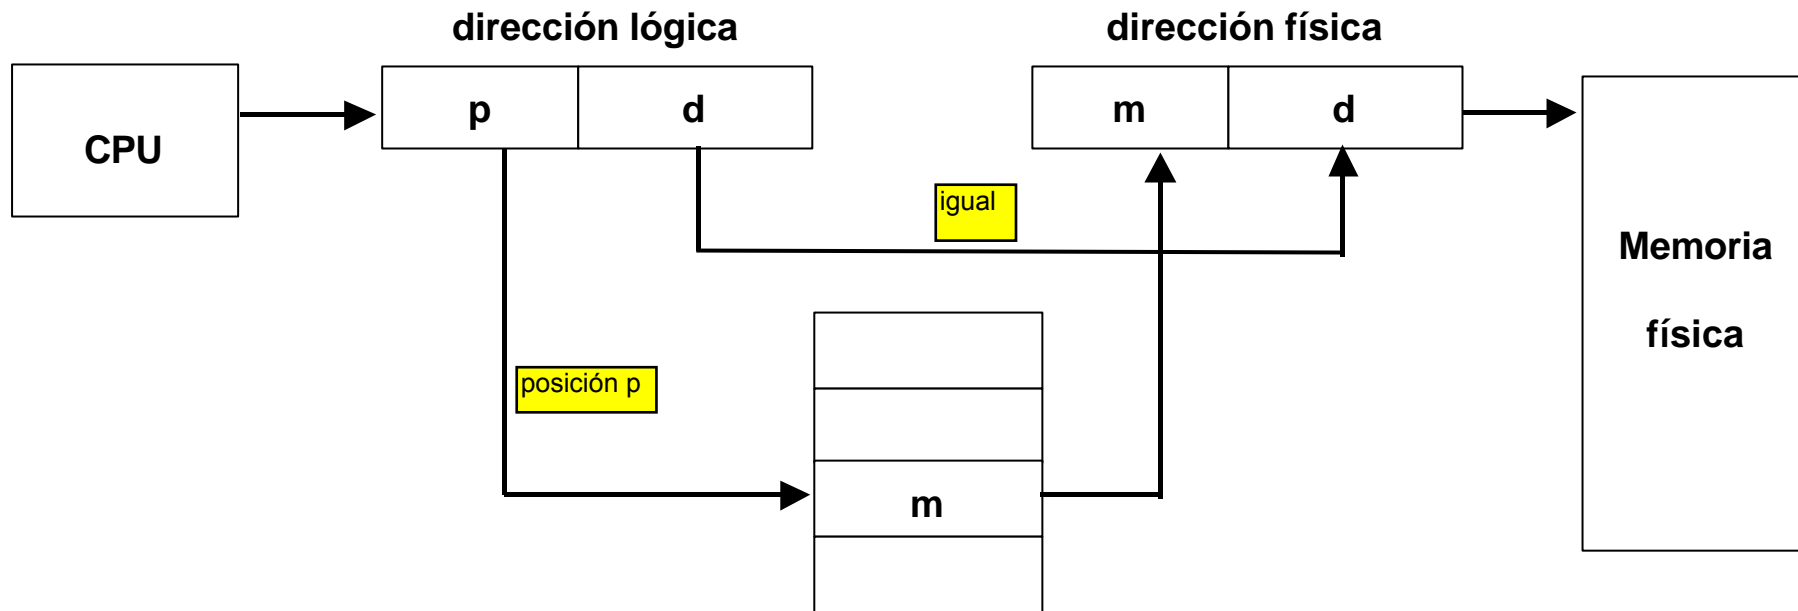 dirección lógica
dirección física
CPU
p
d
m
d
igual
Memoria
física
posición p
m